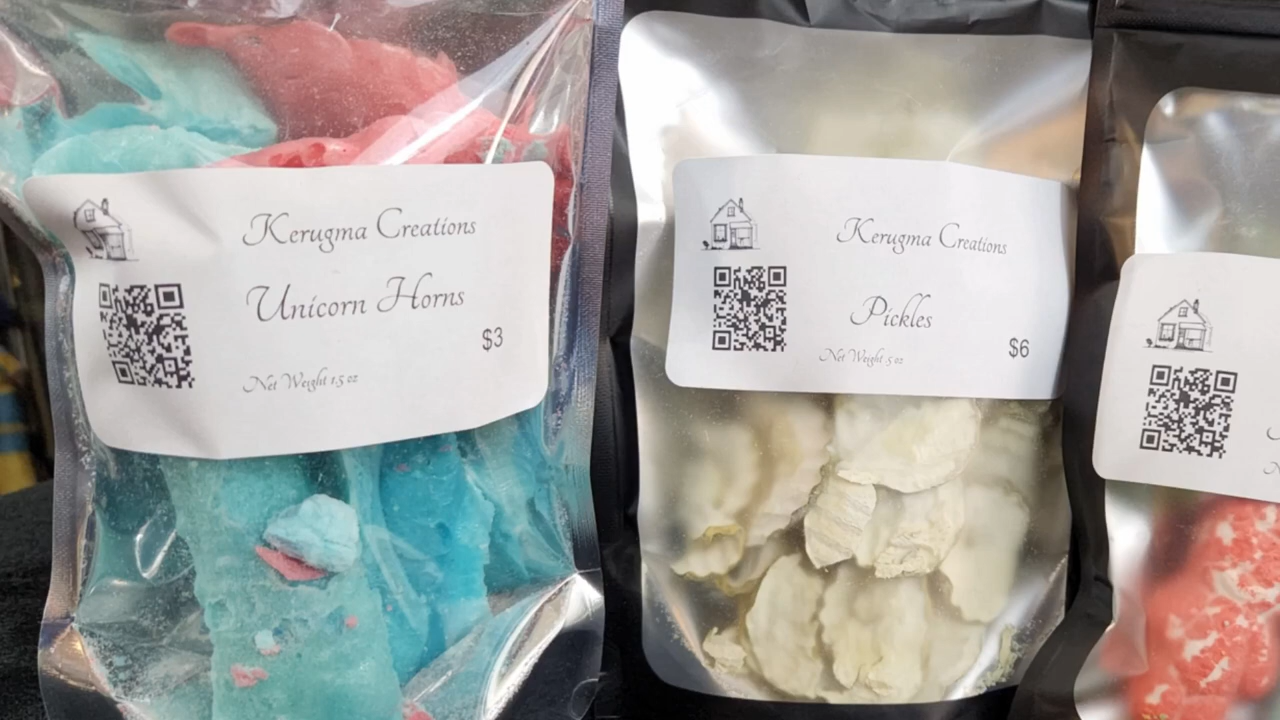 Kerugma Creations
Unicorn Horns
$3
Net Weight 1.5 oz
Kerugma Creations
Pickles
$6
Net Weight .5 oz